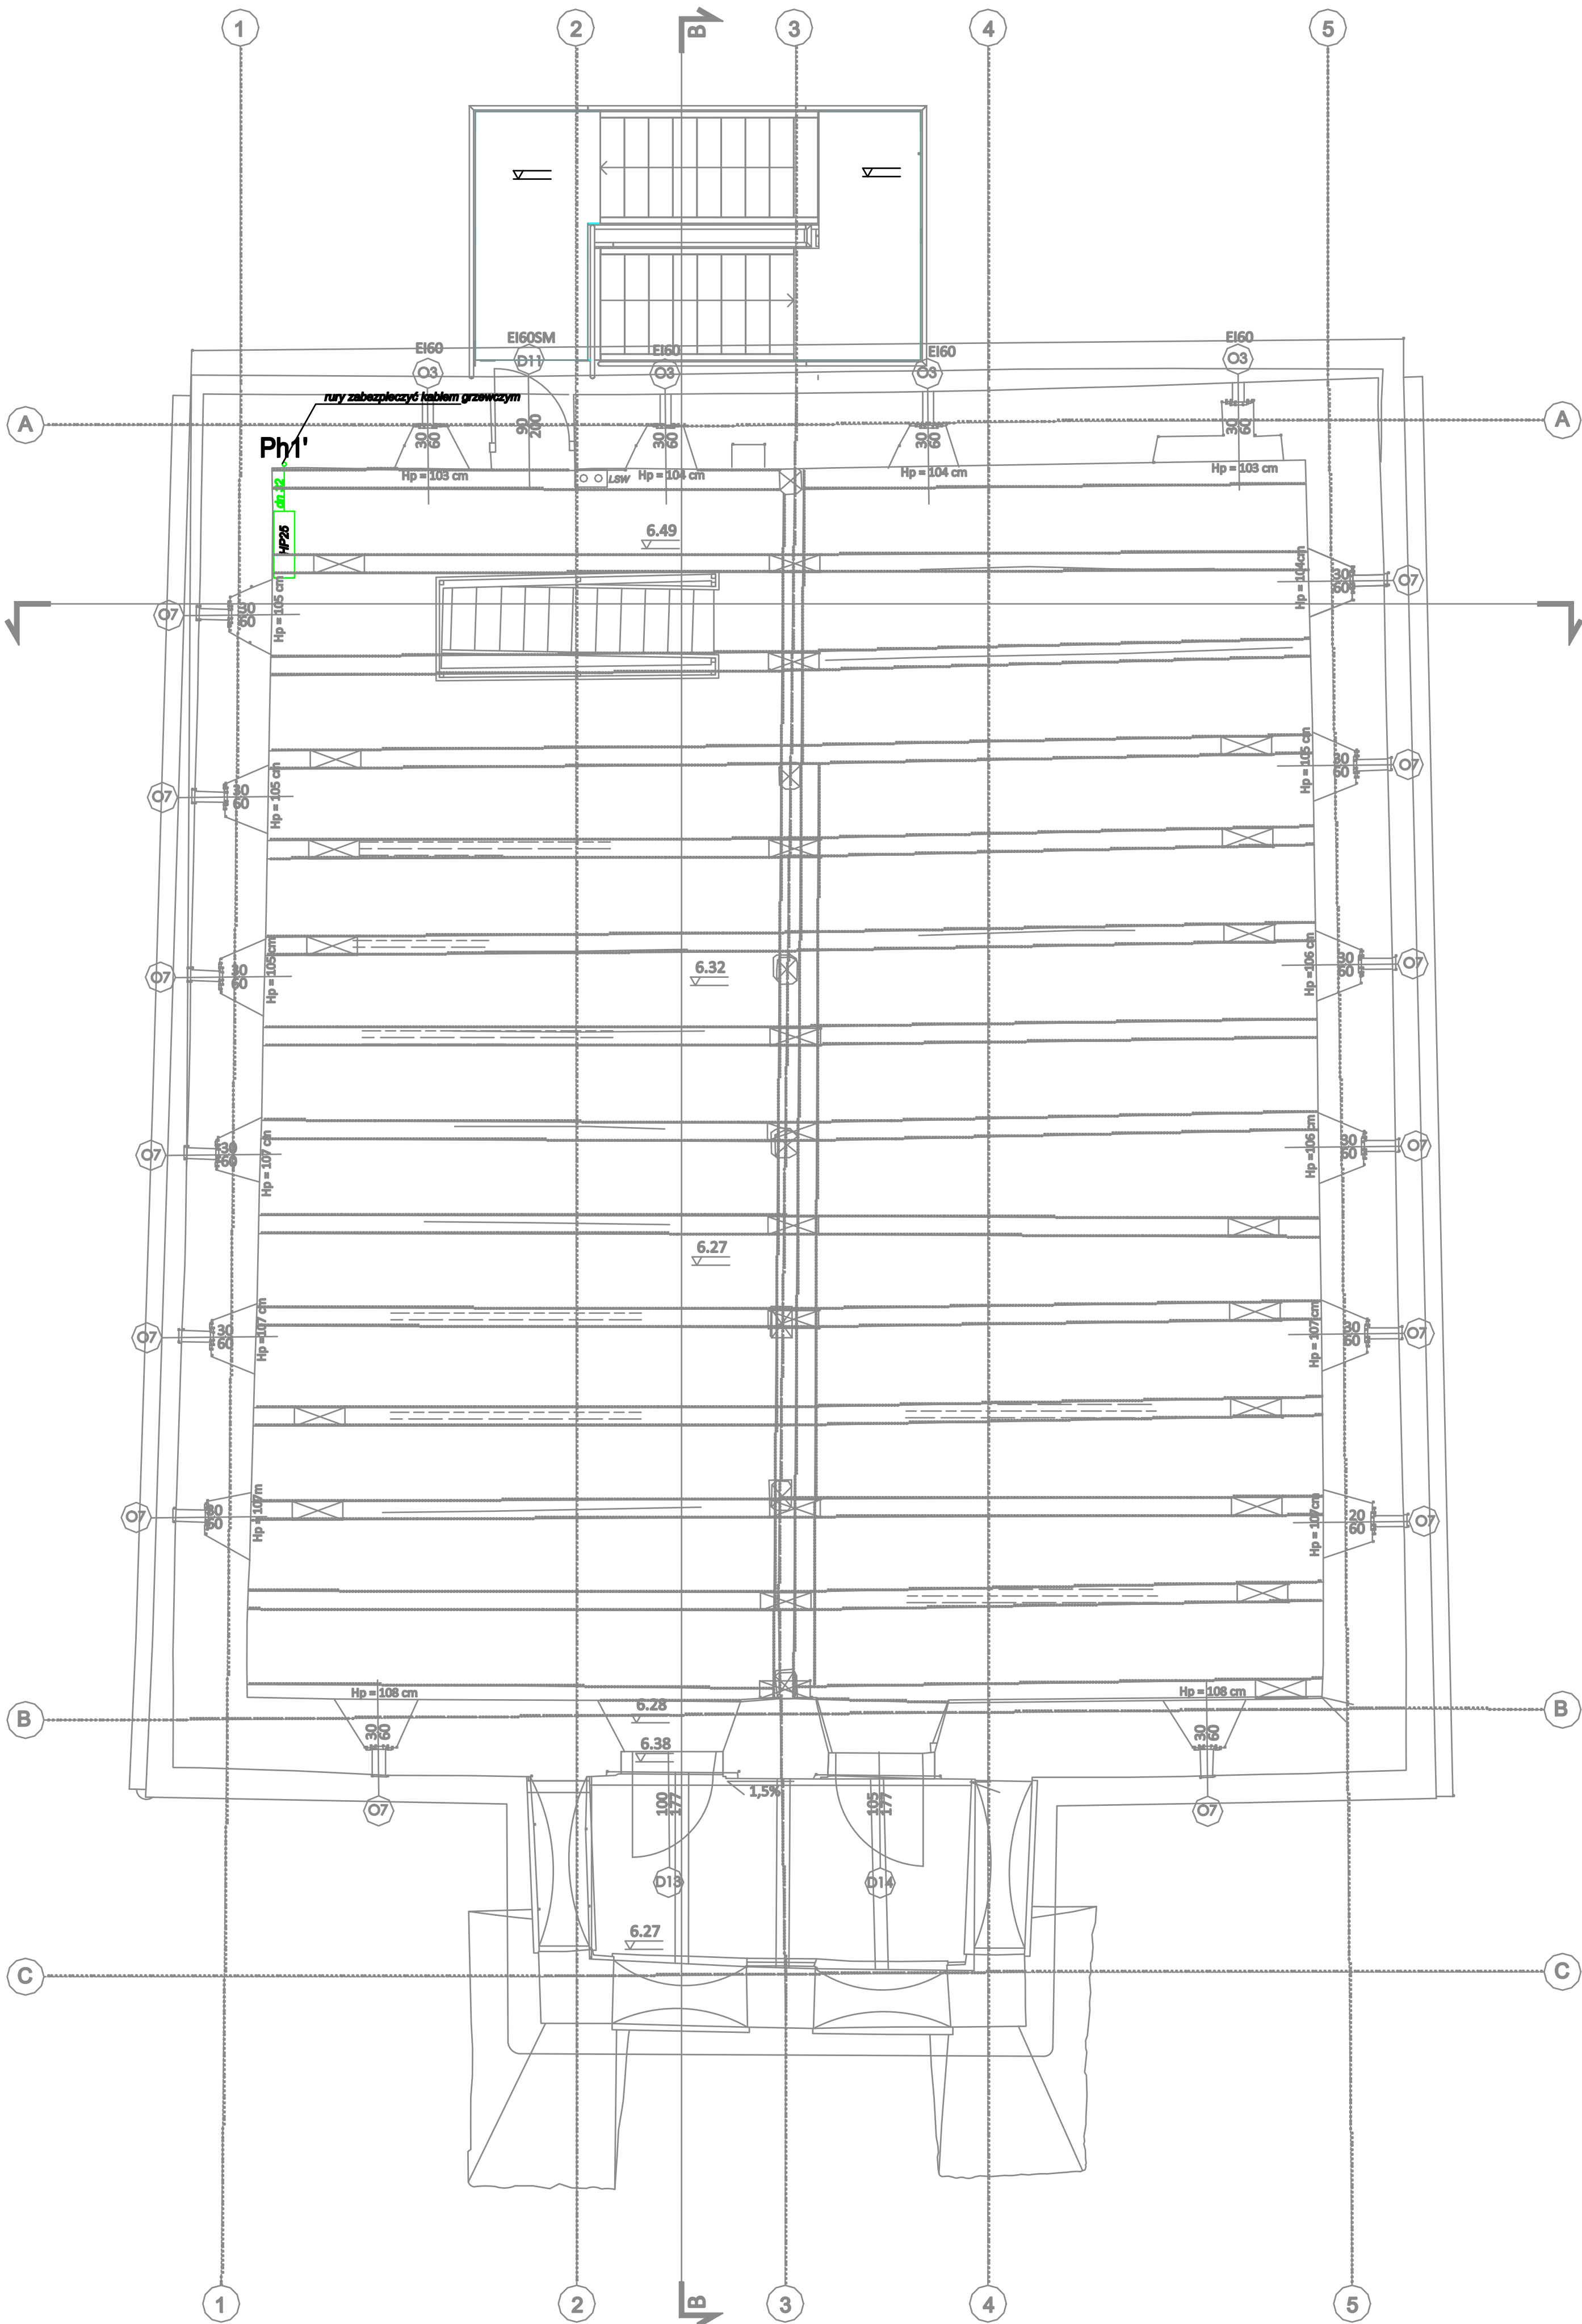 1
2
B
3
4
5
EI60
EI60SM
EI60
EI60
EI60
O3
D11
O3
O3
O3
rury zabezpieczyć kablem grzewczym
A
A
Ph1'
30
60
90
200
30
60
30
60
30
60
Hp = 103 cm
LSW
Hp = 104 cm
Hp = 104 cm
Hp = 103 cm
dn 32
HP25
6.49
O7
30
60
Hp = 105 cm
Hp = 104cm
30
60
O7
O7
30
60
Hp = 105 cm
Hp = 105 cm
30
60
O7
O7
30
60
Hp = 105cm
6.32
Hp =106 cm
30
60
O7
O7
30
60
Hp = 107 cm
Hp =106 cm
30
60
O7
6.27
O7
30
60
Hp =107 cm
Hp = 107cm
30
60
O7
O7
30
60
Hp = 107m
Hp = 107cm
20
60
O7
Hp = 108 cm
Hp = 108 cm
B
6.28
B
30
60
6.38
30
60
O7
100
177
1,5%
105
177
O7
D13
D14
6.27
C
C
1
2
B
3
4
5